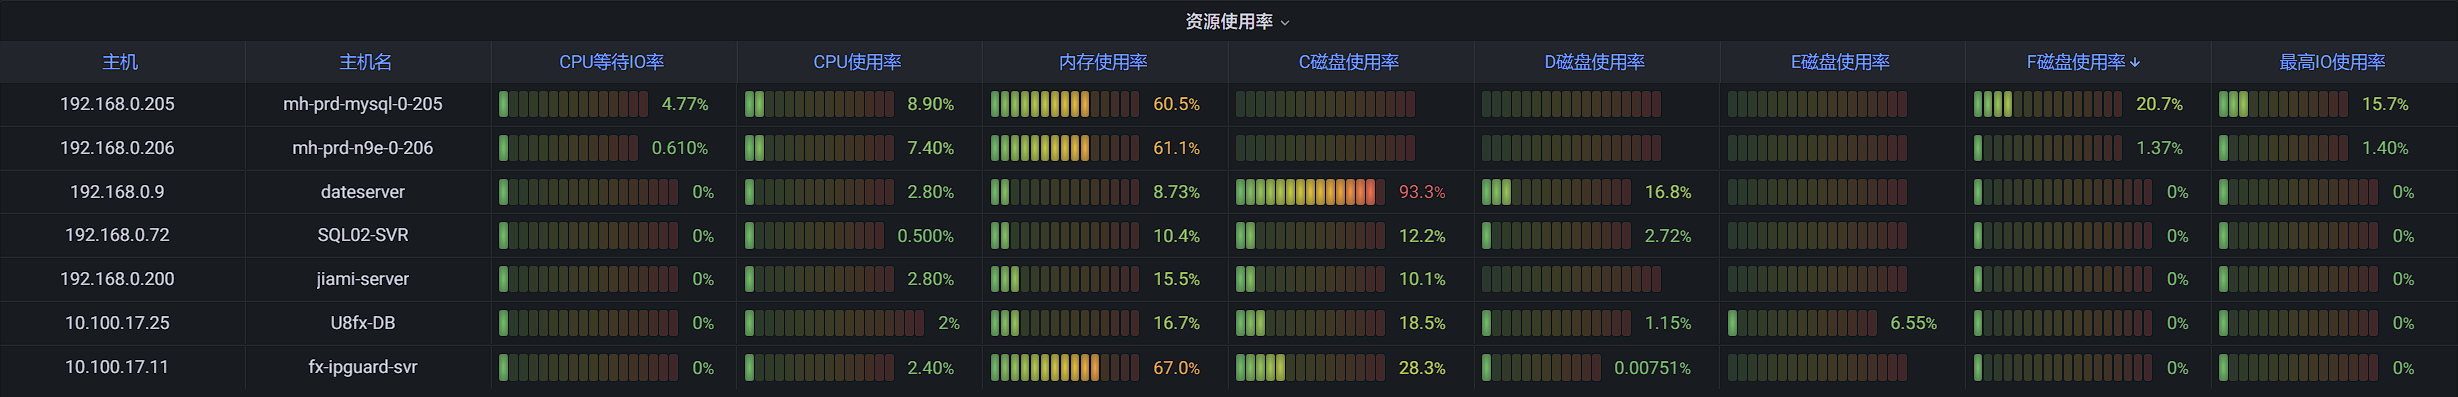 资源使用率
主机 主机名 CPU等待IO率 CPU使用率 内存使用率 C磁盘使用率 D磁盘使用率 E磁盘使用率 F磁盘使用率 最高IO使用率
192.168.0.205 mh-prd-mysql-0-205 4.77% 8.90% 60.5% 20.7% 15.7%
192.168.0.206 mh-prd-n9e-0-206 0.610% 7.40% 61.1% 1.37% 1.40%
192.168.0.9 dateserver 0% 2.80% 8.73% 93.3% 16.8% 0% 0%
192.168.0.72 SQL02-SVR 0% 0.500% 10.4% 12.2% 2.72% 0% 0%
192.168.0.200 jiami-server 0% 2.80% 15.5% 10.1% 0% 0%
10.100.17.25 U8fx-DB 0% 2% 16.7% 18.5% 1.15% 6.55% 0% 0%
10.100.17.11 fx-ipguard-svr 0% 2.40% 67.0% 28.3% 0.00751% 0% 0%